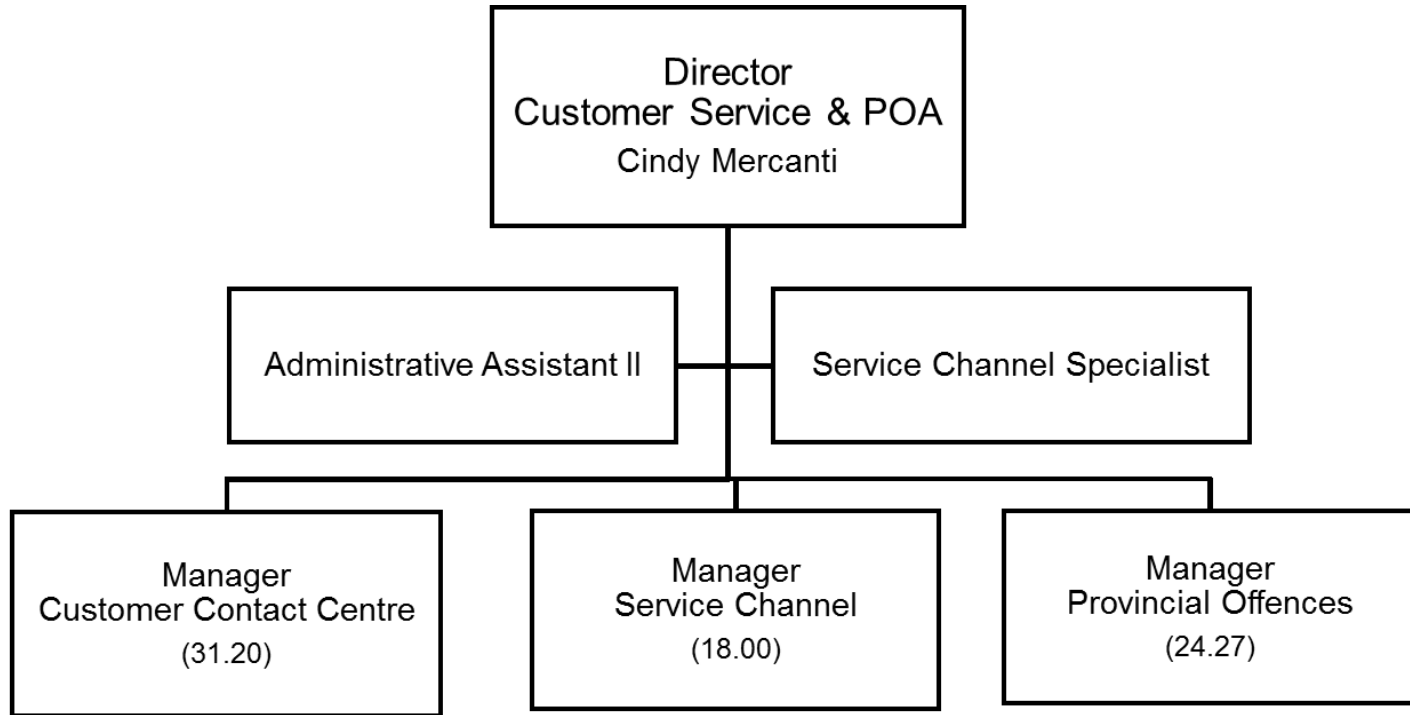 Director
Customer Service & POA
Cindy Mercanti
Administrative Assistant II
Service Channel Specialist
Manager
Customer Contact Centre
(31.20)
Manager
Service Channel
(18.00)
Manager
Provincial Offences
(24.27)